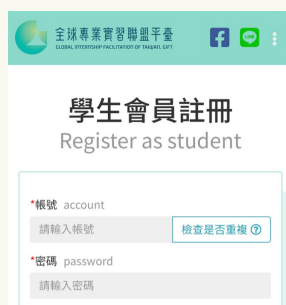 全球專業實習聯盟平臺
GLOBAL INTERNSHIP FACILITATION OF TAIWAN, GIFT
學生會員註冊
Register as student
*帳號 account
請輸入帳號 檢查是否重複
*密碼 password
請輸入密碼